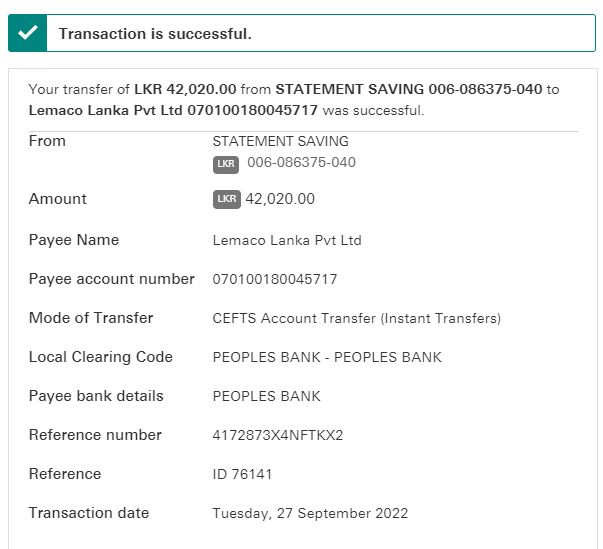 Transaction is successful.
Your transfer of LKR 42,020.00 from STATEMENT SAVING 006-086375-040 to
Lemaco Lanka Pvt Ltd 070100180045717 was successful.
From STATEMENT SAVING
LKR 006-086375-040
Amount LKR 42,020.00
Payee Name Lemaco Lanka Pvt Ltd
Payee account number 070100180045717
Mode of Transfer CEFTS Account Transfer (Instant Transfers)
Local Clearing Code PEOPLES BANK - PEOPLES BANK
Payee bank details PEOPLES BANK
Reference number 4172873X4NFTKX2
Reference ID 76141
Transaction date Tuesday, 27 September 2022